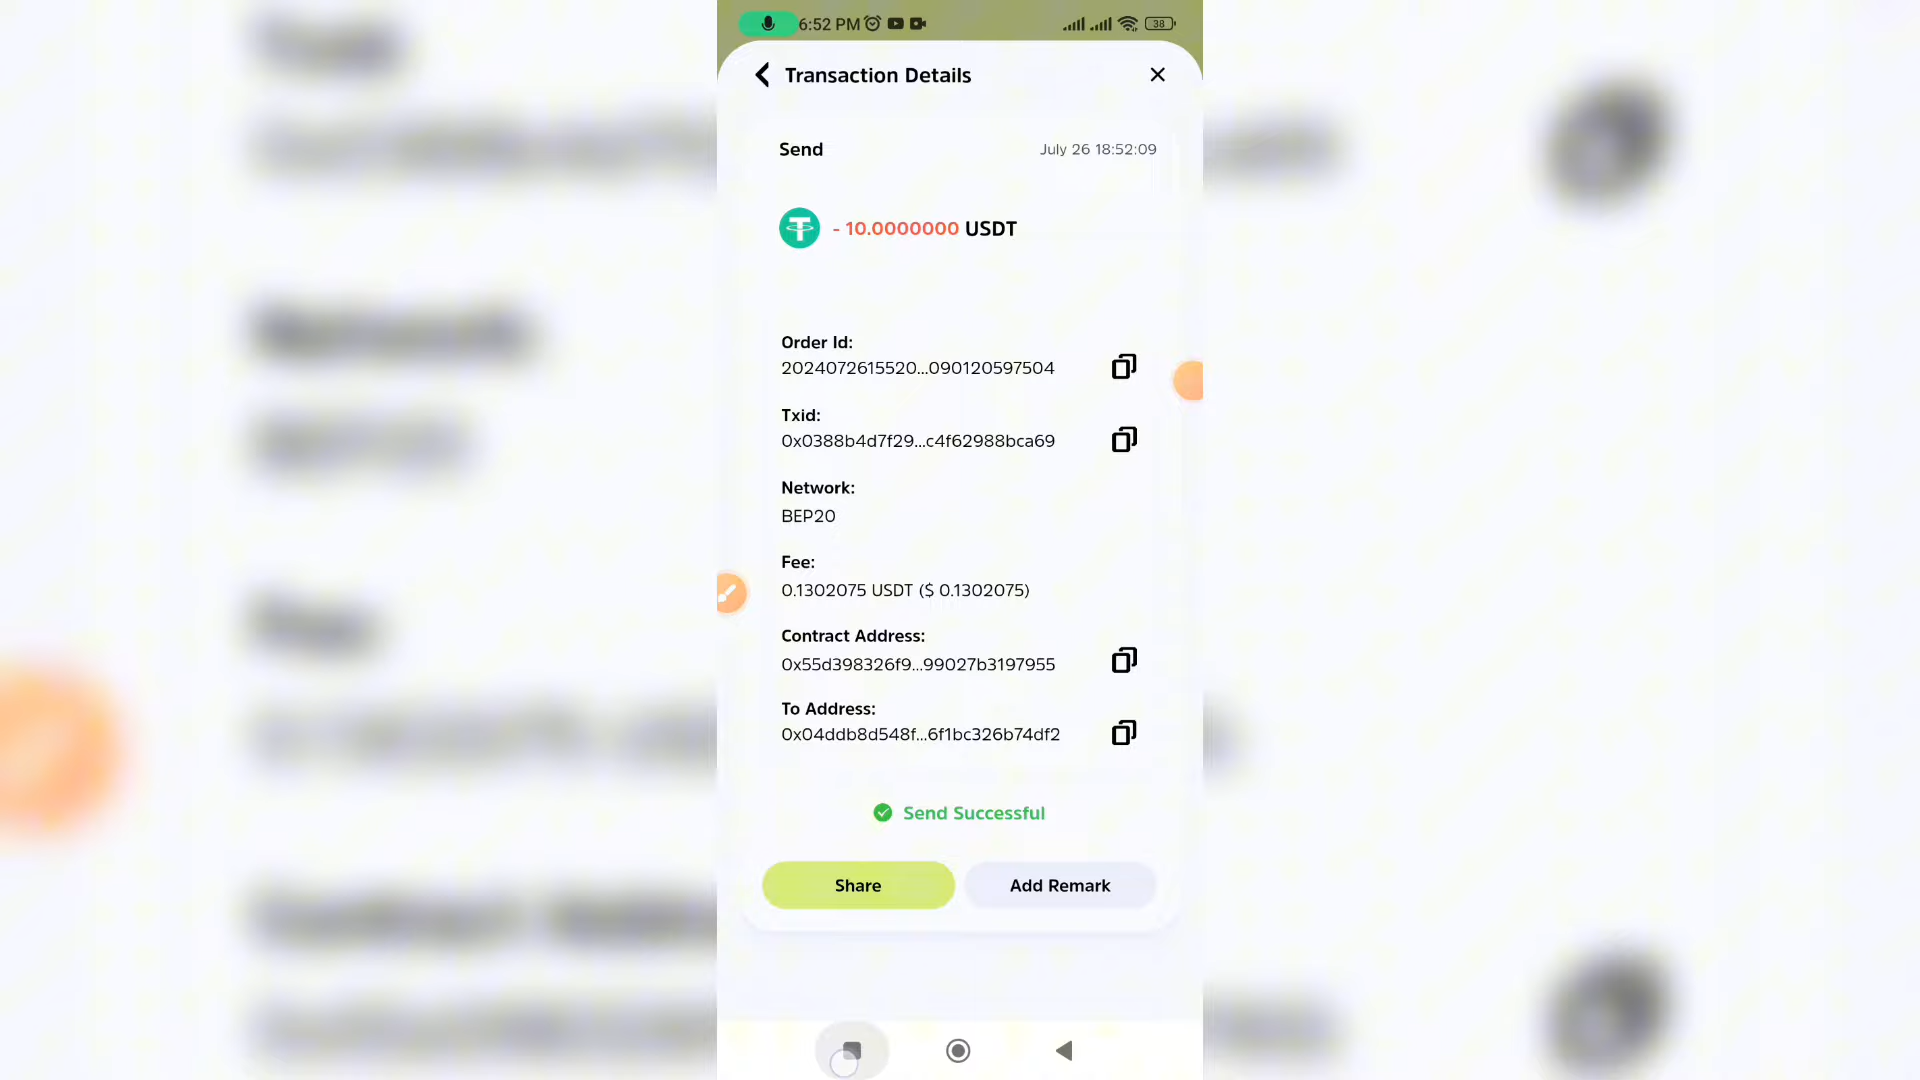 6:52 PM
38
Transaction Details
Send
July 26 18:52:09
- 10.0000000 USDT
Order Id:
2024072615520...090120597504
Txid:
0x0388b4d7f29...c4f62988bca69
Network:
BEP20
Fee:
0.1302075 USDT ($ 0.1302075)
Contract Address:
0x55d398326f9...99027b3197955
To Address:
0x04ddb8d548f...6f1bc326b74df2
Send Successful
Share
Add Remark